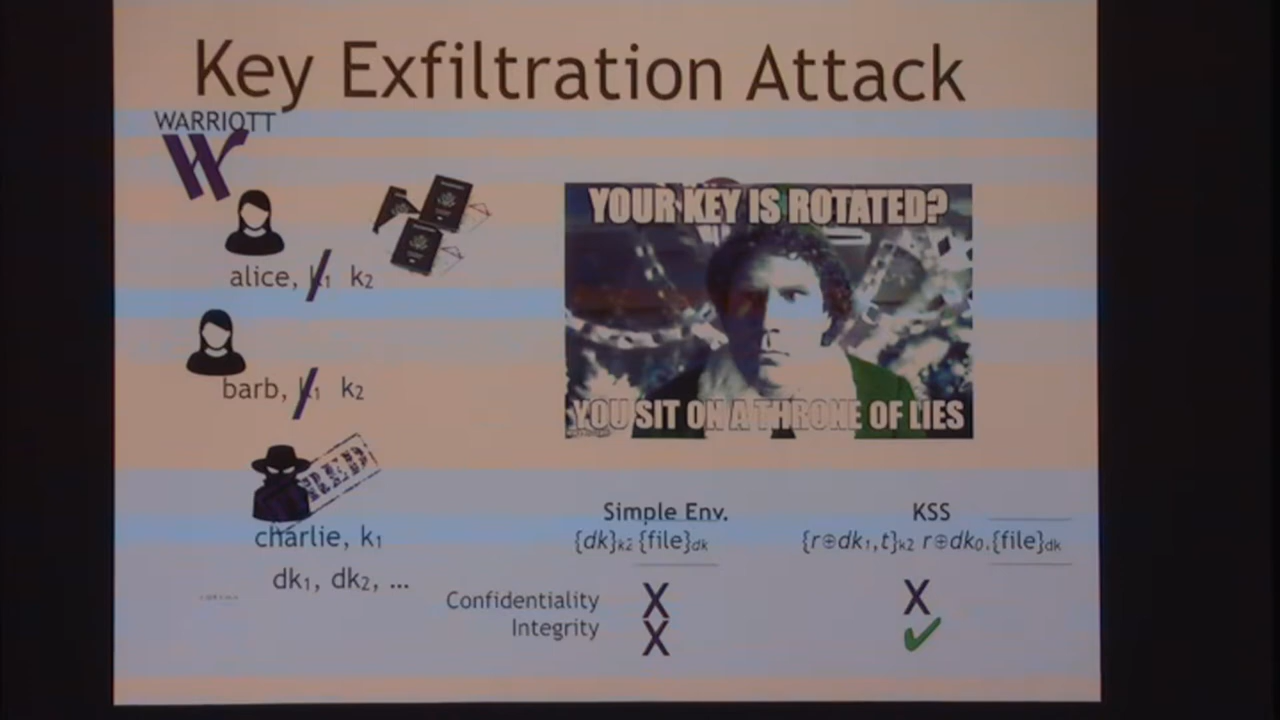 Key Exfiltration Attack
WARRIOTT
W
alice, k₁ k₂
barb, k₁ k₂
charlie, k₁
dk₁, dk₂, ...
YOUR KEY IS ROTATED?
YOU SIT ON A THRONE OF LIES
Simple Env. KSS
{dk}ₖ₂ {file}dk {r⊕dk₁,t}ₖ₂ r⊕dk₀,{file}dk
Confidentiality X X
Integrity X ✓